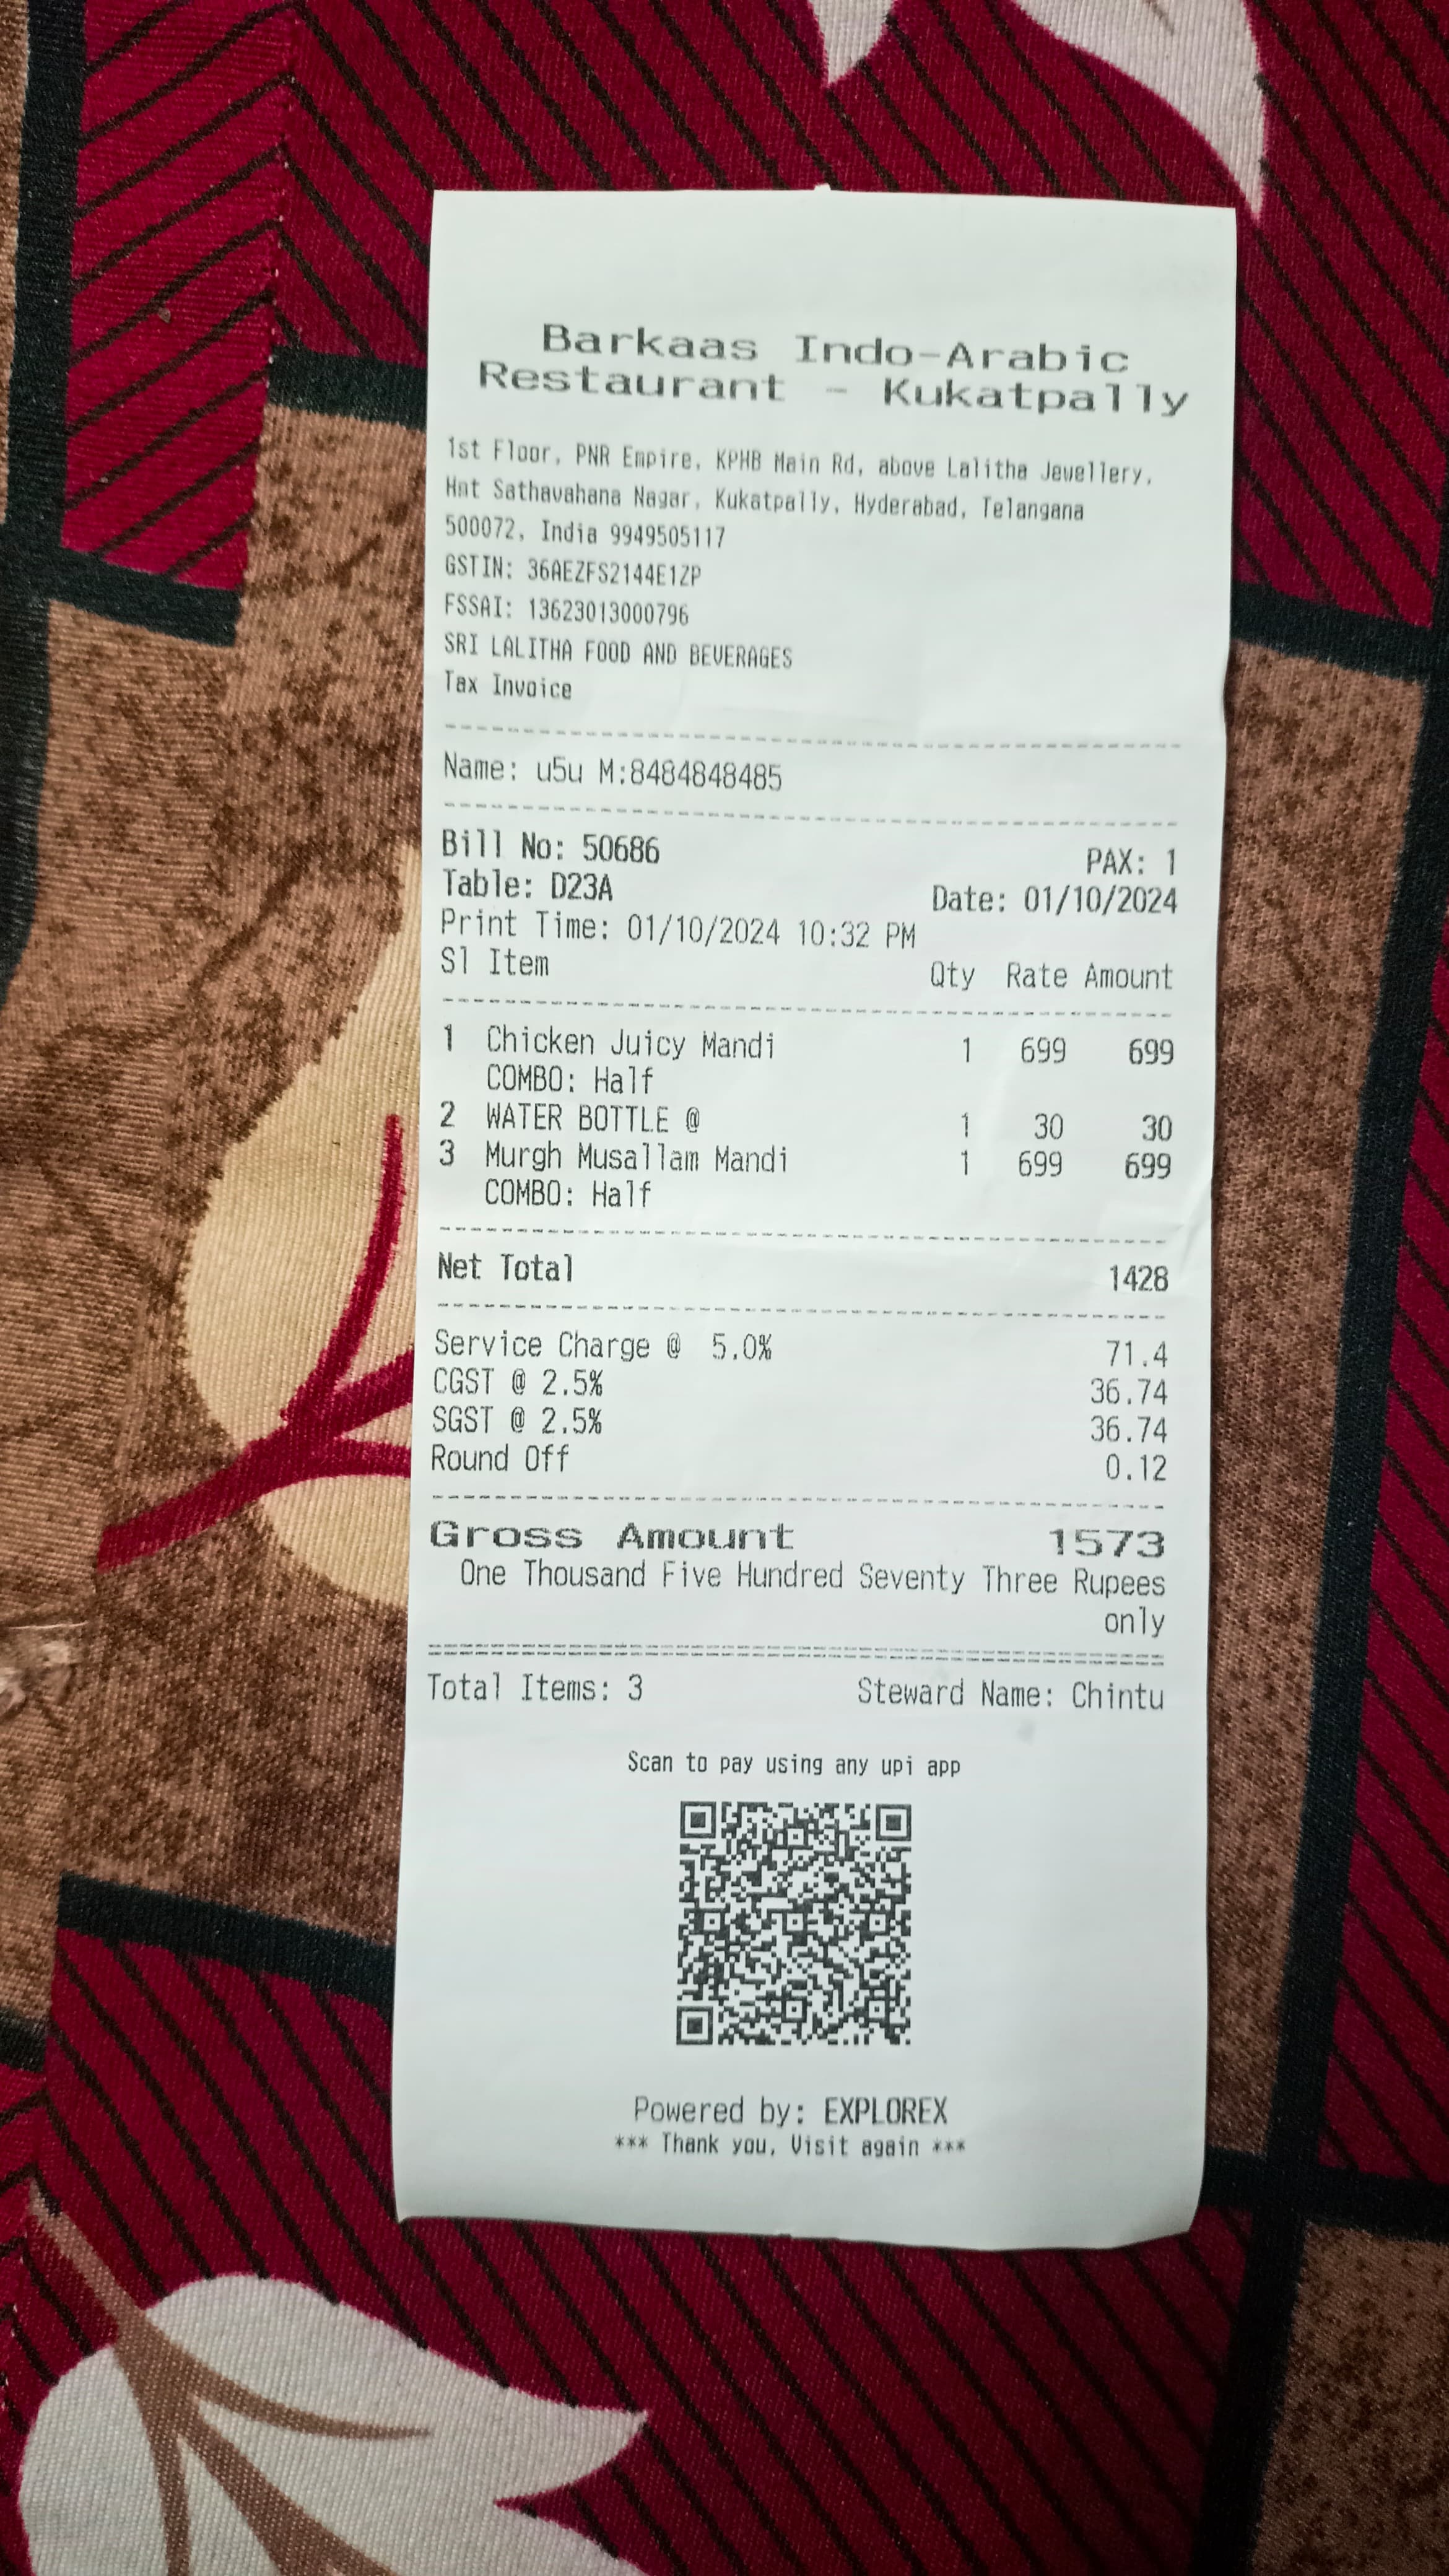 Barkaas Indo-Arabic
Restaurant - Kukatpally
1st Floor, PNR Empire, KPHB Main Rd, above Lalitha Jewellery,
Hnt Sathavahana Nagar, Kukatpally, Hyderabad, Telangana
500072, India 9949505117
GSTIN: 36AEZFS2144E1ZP
FSSAI: 13623013000796
SRI LALITHA FOOD AND BEVERAGES
Tax Invoice
Name: u5u M:8484848485
Bill No: 50686 PAX: 1
Table: D23A Date: 01/10/2024
Print Time: 01/10/2024 10:32 PM
Sl Item Qty Rate Amount
1 Chicken Juicy Mandi 1 699 699
COMBO: Half
2 WATER BOTTLE @ 1 30 30
3 Murgh Musallam Mandi 1 699 699
COMBO: Half
Net Total 1428
Service Charge @ 5.0% 71.4
CGST @ 2.5% 36.74
SGST @ 2.5% 36.74
Round Off 0.12
Gross Amount 1573
One Thousand Five Hundred Seventy Three Rupees
only
Total Items: 3 Steward Name: Chintu
Scan to pay using any upi app
Powered by: EXPLOREX
*** Thank you, Visit again ***